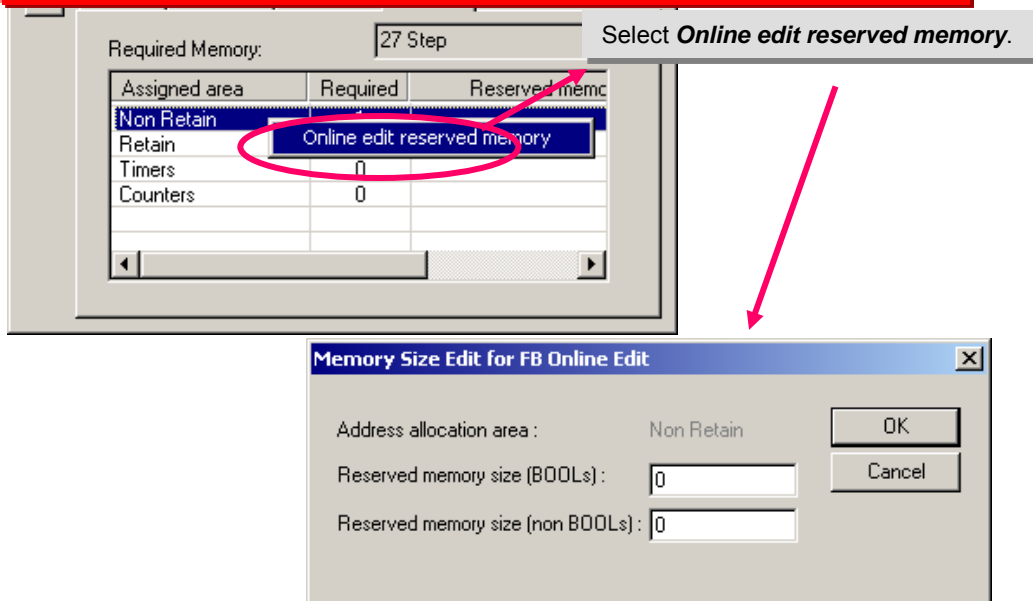 Select Online edit reserved memory.
Required Memory:
27 Step
Assigned area Required Reserved memc
Non Retain
Online edit reserved memory
Retain
Timers 0
Counters 0
Memory Size Edit for FB Online Edit
Address allocation area : Non Retain OK
Reserved memory size (BOOLs) : 0 Cancel
Reserved memory size (non BOOLs) : 0